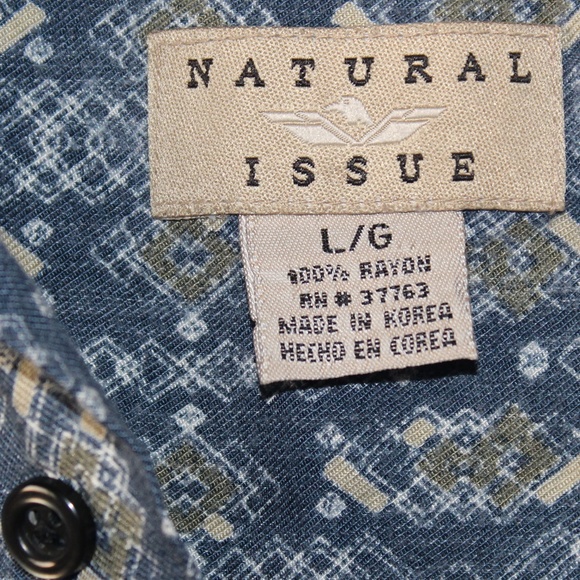 NATURAL
ISSUE
L/G
100% RAYON
RN # 37763
MADE IN KOREA
HECHO EN COREA